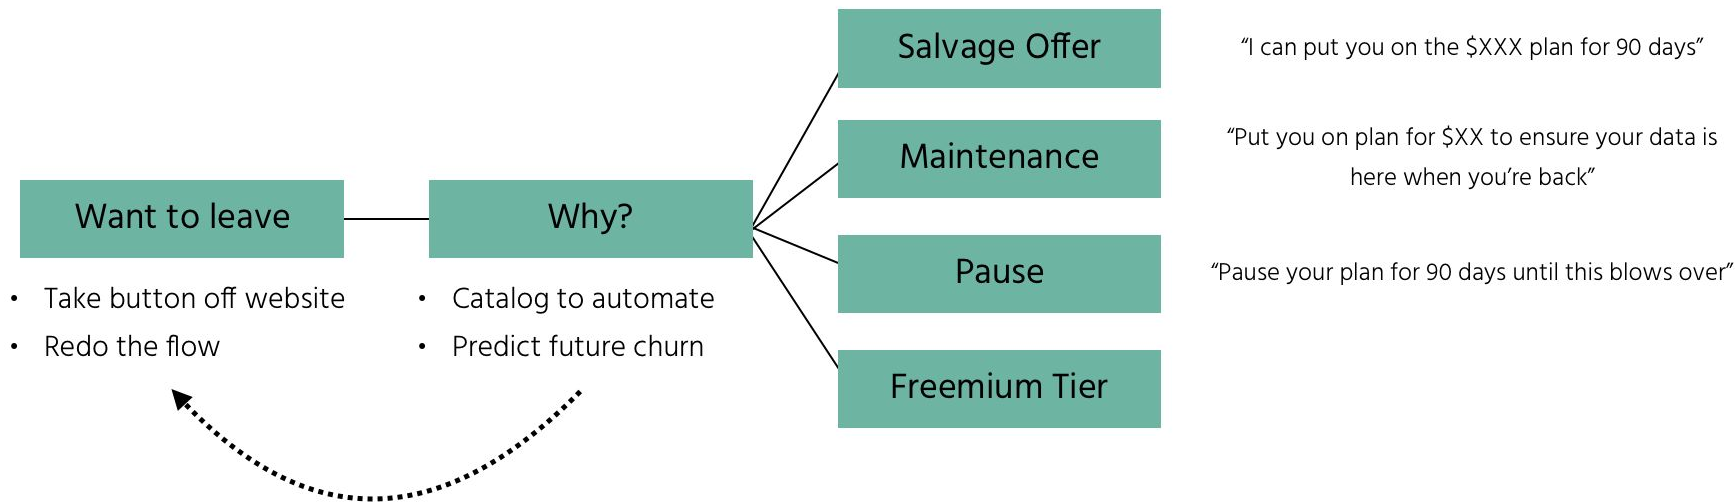 Want to leave
• Take button off website
• Redo the flow
Why?
• Catalog to automate
• Predict future churn
Salvage Offer
“I can put you on the $XXX plan for 90 days”
Maintenance
“Put you on plan for $XX to ensure your data is
here when you’re back”
Pause
“Pause your plan for 90 days until this blows over”
Freemium Tier